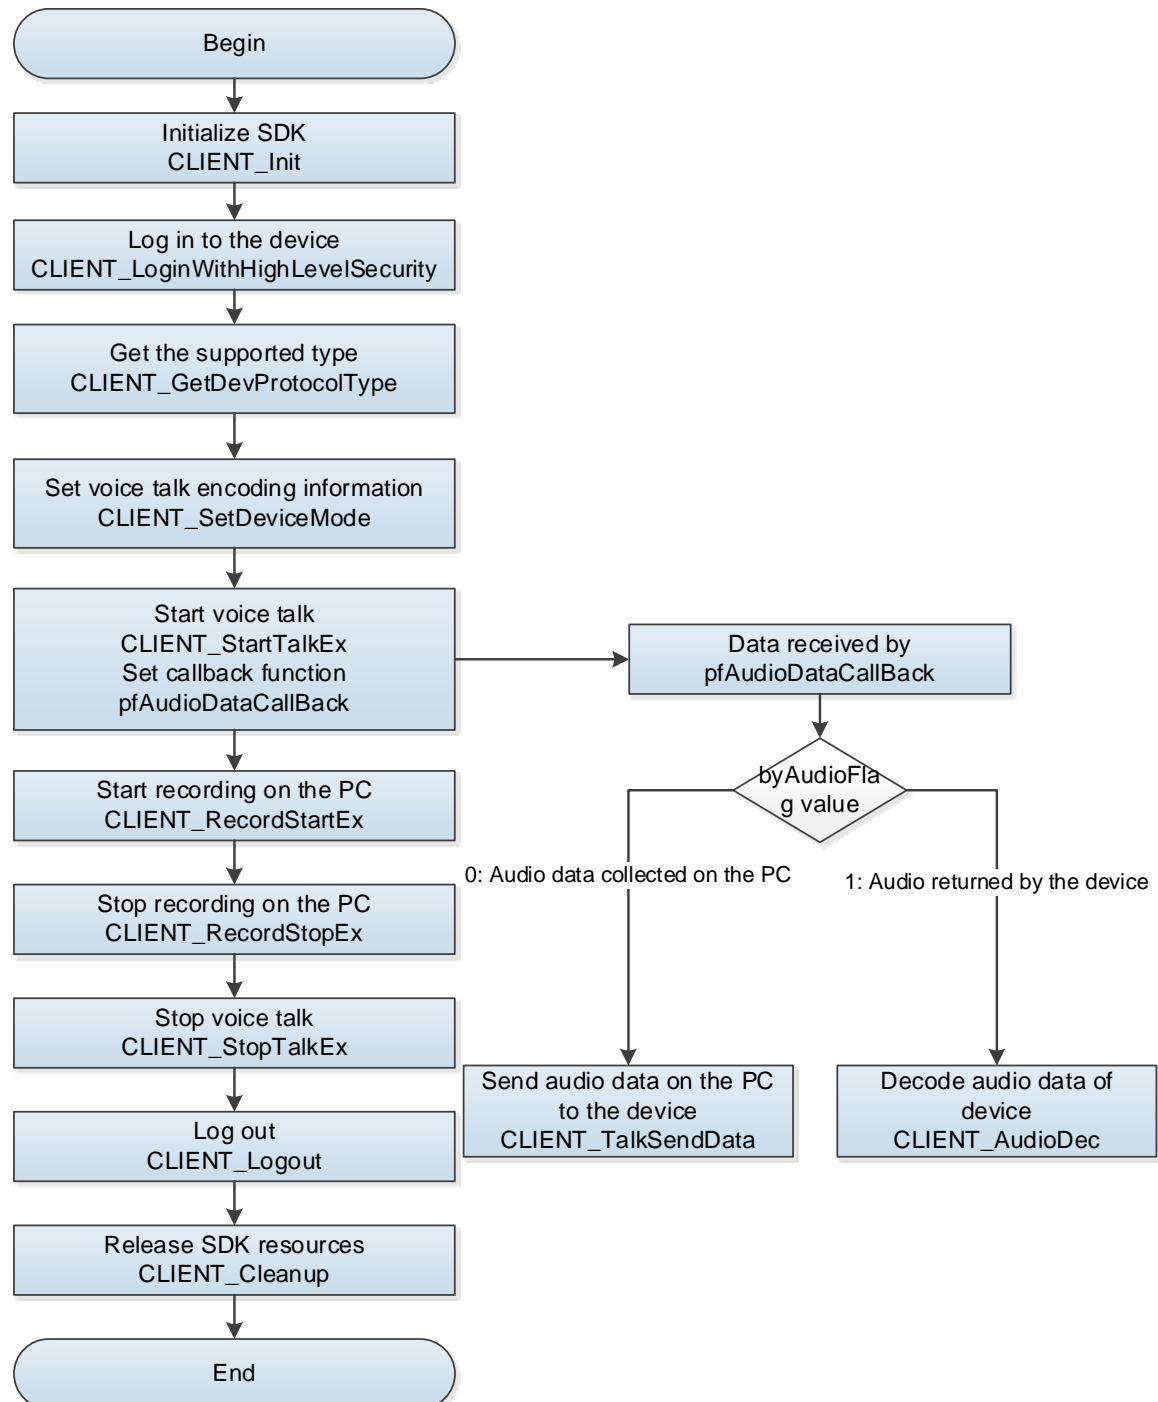 Begin
Initialize SDK
CLIENT_Init
Log in to the device
CLIENT_LoginWithHighLevelSecurity
Get the supported type
CLIENT_GetDevProtocolType
Set voice talk encoding information
CLIENT_SetDeviceMode
Start voice talk
CLIENT_StartTalkEx
Set callback function
pfAudioDataCallBack
Data received by
pfAudioDataCallBack
byAudioFla
g value
0: Audio data collected on the PC
1: Audio returned by the device
Start recording on the PC
CLIENT_RecordStartEx
Stop recording on the PC
CLIENT_RecordStopEx
Stop voice talk
CLIENT_StopTalkEx
Send audio data on the PC
to the device
CLIENT_TalkSendData
Decode audio data of
device
CLIENT_AudioDec
Log out
CLIENT_Logout
Release SDK resources
CLIENT_Cleanup
End